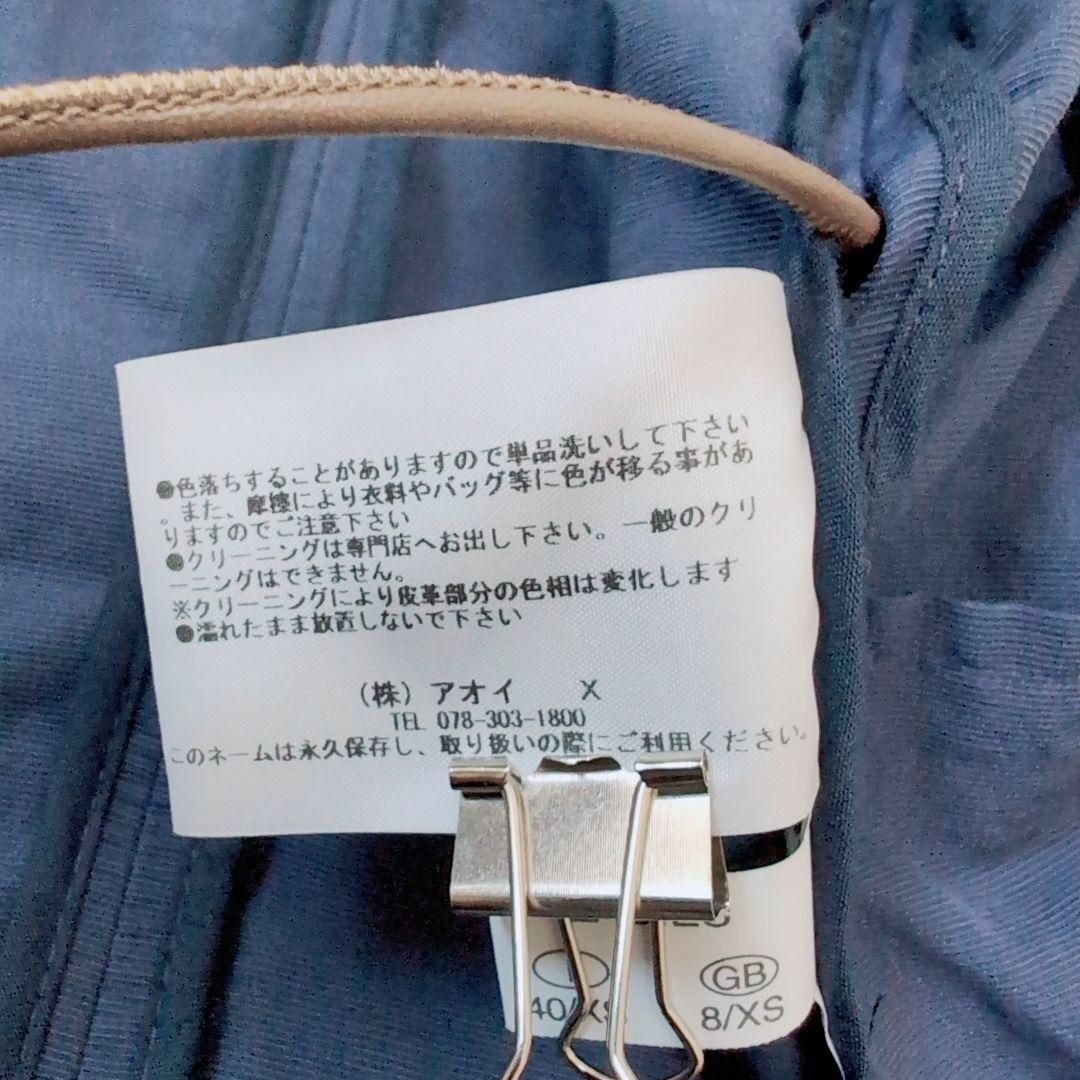 ●色落ちすることがありますので単品洗いして下さい
。また、摩擦により衣料やバッグ等に色が移る事があ
りますのでご注意下さい
●クリーニングは専門店へお出し下さい。一般のクリ
ーニングはできません。
※クリーニングにより皮革部分の色相は変化します
●濡れたまま放置しないで下さい
（株）アオイ X
TEL 078-303-1800
このネームは永久保存し、取り扱いの際にご利用ください。
GB
40/XS 8/XS